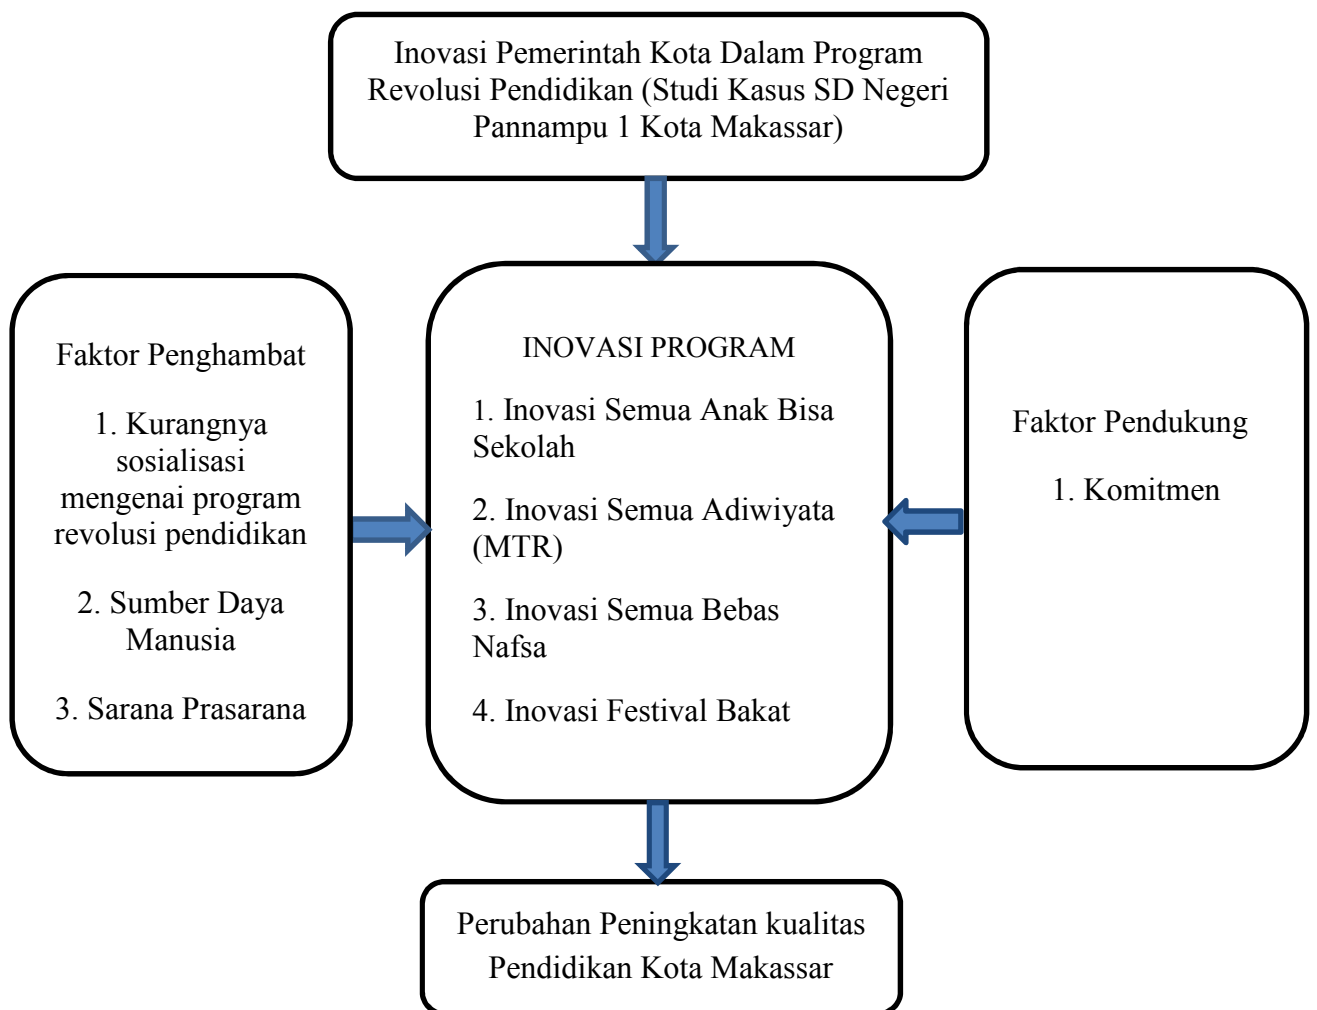 Inovasi Pemerintah Kota Dalam Program
Revolusi Pendidikan (Studi Kasus SD Negeri
Pannampu 1 Kota Makassar)
Faktor Penghambat
1. Kurangnya
sosialisasi
mengenai program
revolusi pendidikan
2. Sumber Daya
Manusia
3. Sarana Prasarana
INOVASI PROGRAM
1. Inovasi Semua Anak Bisa
Sekolah
2. Inovasi Semua Adiwiyata
(MTR)
3. Inovasi Semua Bebas
Nafsa
4. Inovasi Festival Bakat
Faktor Pendukung
1. Komitmen
Perubahan Peningkatan kualitas
Pendidikan Kota Makassar